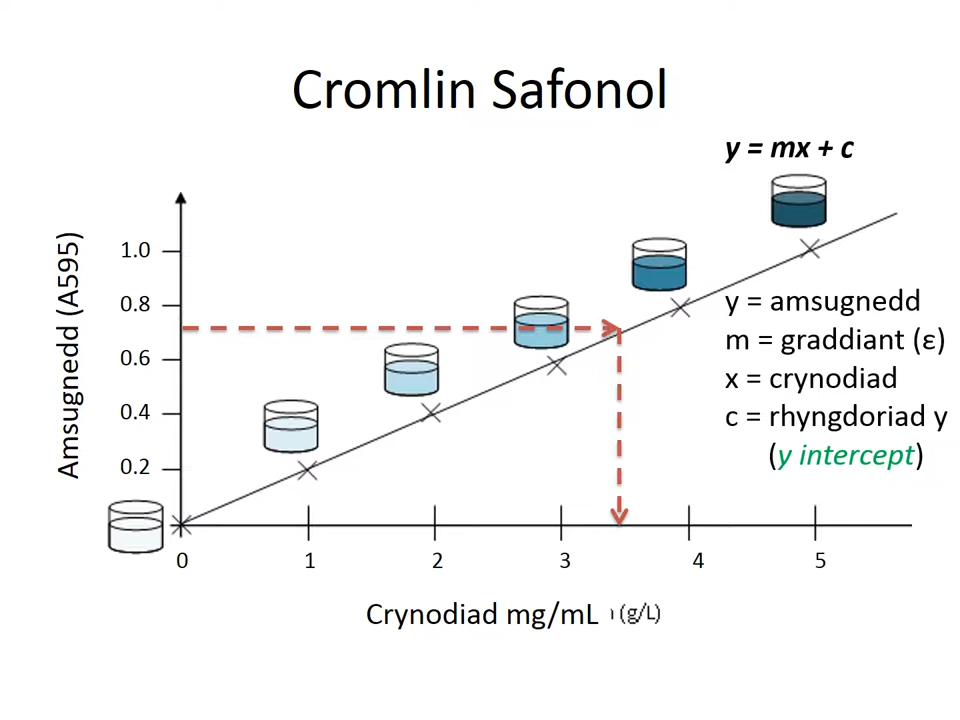 Cromlin Safonol
y = mx + c
Amsugnedd (A595)
1.0
0.8
0.6
0.4
0.2
y = amsugnedd
m = graddiant (ε)
x = crynodiad
c = rhyngdoriad y
(y intercept)
0 1 2 3 4 5
Crynodiad mg/mL (g/L)